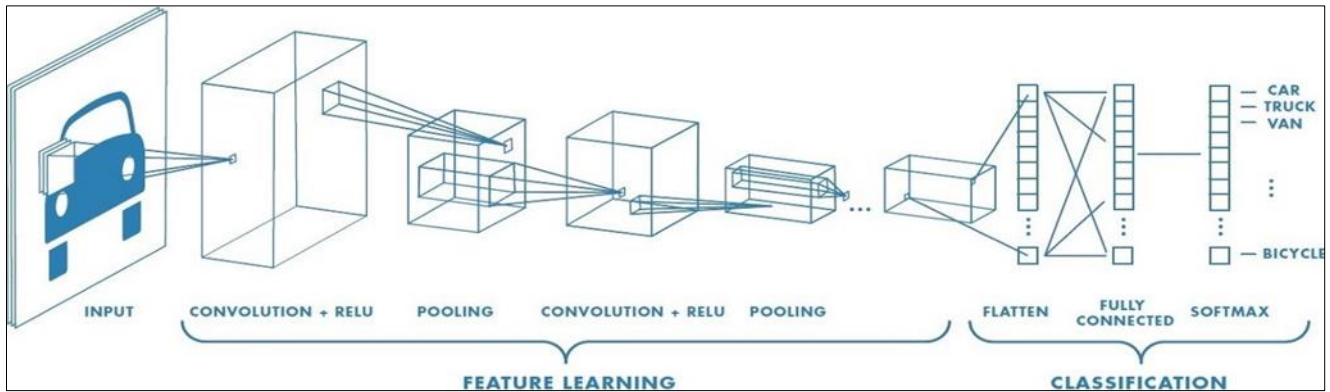 CAR
TRUCK
VAN
BICYCLE
INPUT
CONVOLUTION + RELU
POOLING
CONVOLUTION + RELU
POOLING
FLATTEN
FULLY
CONNECTED
SOFTMAX
FEATURE LEARNING
CLASSIFICATION